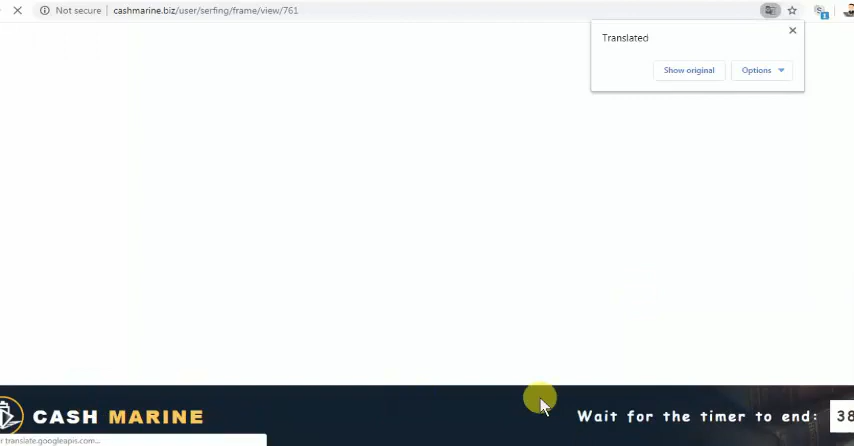 Not secure cashmarine.biz/user/serfing/frame/view/761
Translated
Show original Options
CASH MARINE
Wait for the timer to end: 38
r translate.googleapis.com...